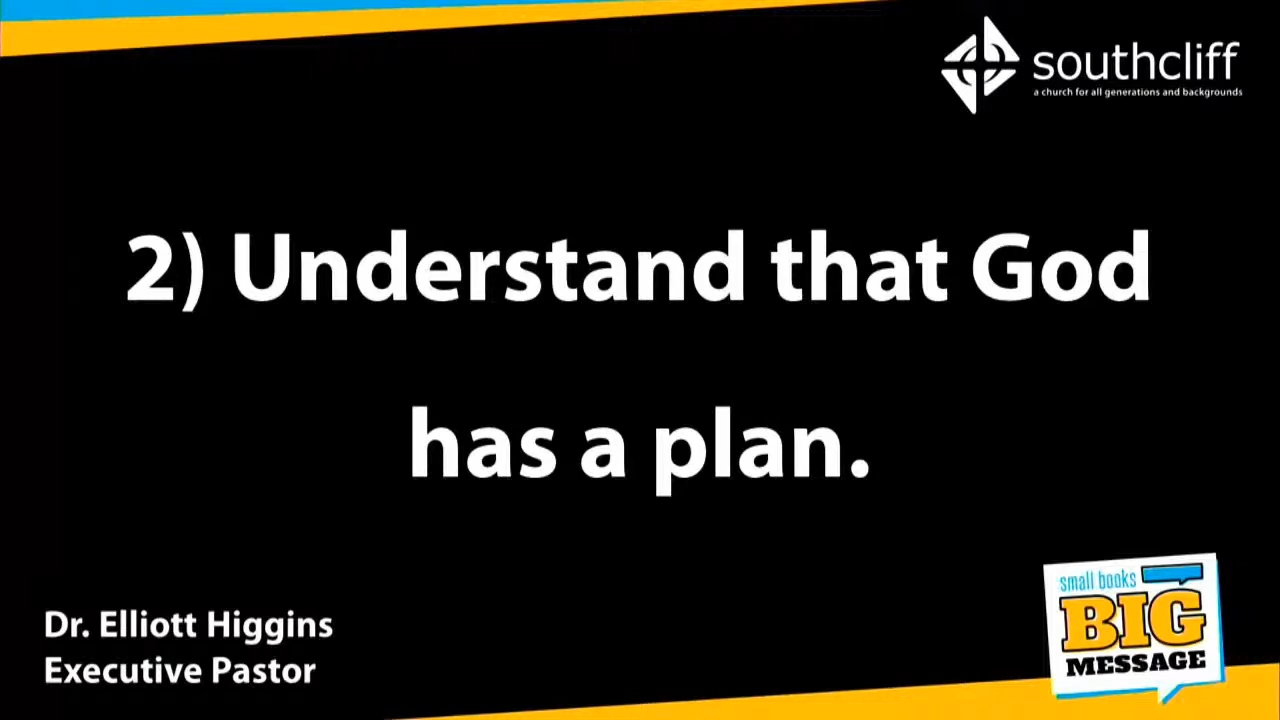 southcliff
a church for all generations and backgrounds
2) Understand that God
has a plan.
Dr. Elliott Higgins
Executive Pastor
small books
BIG
MESSAGE